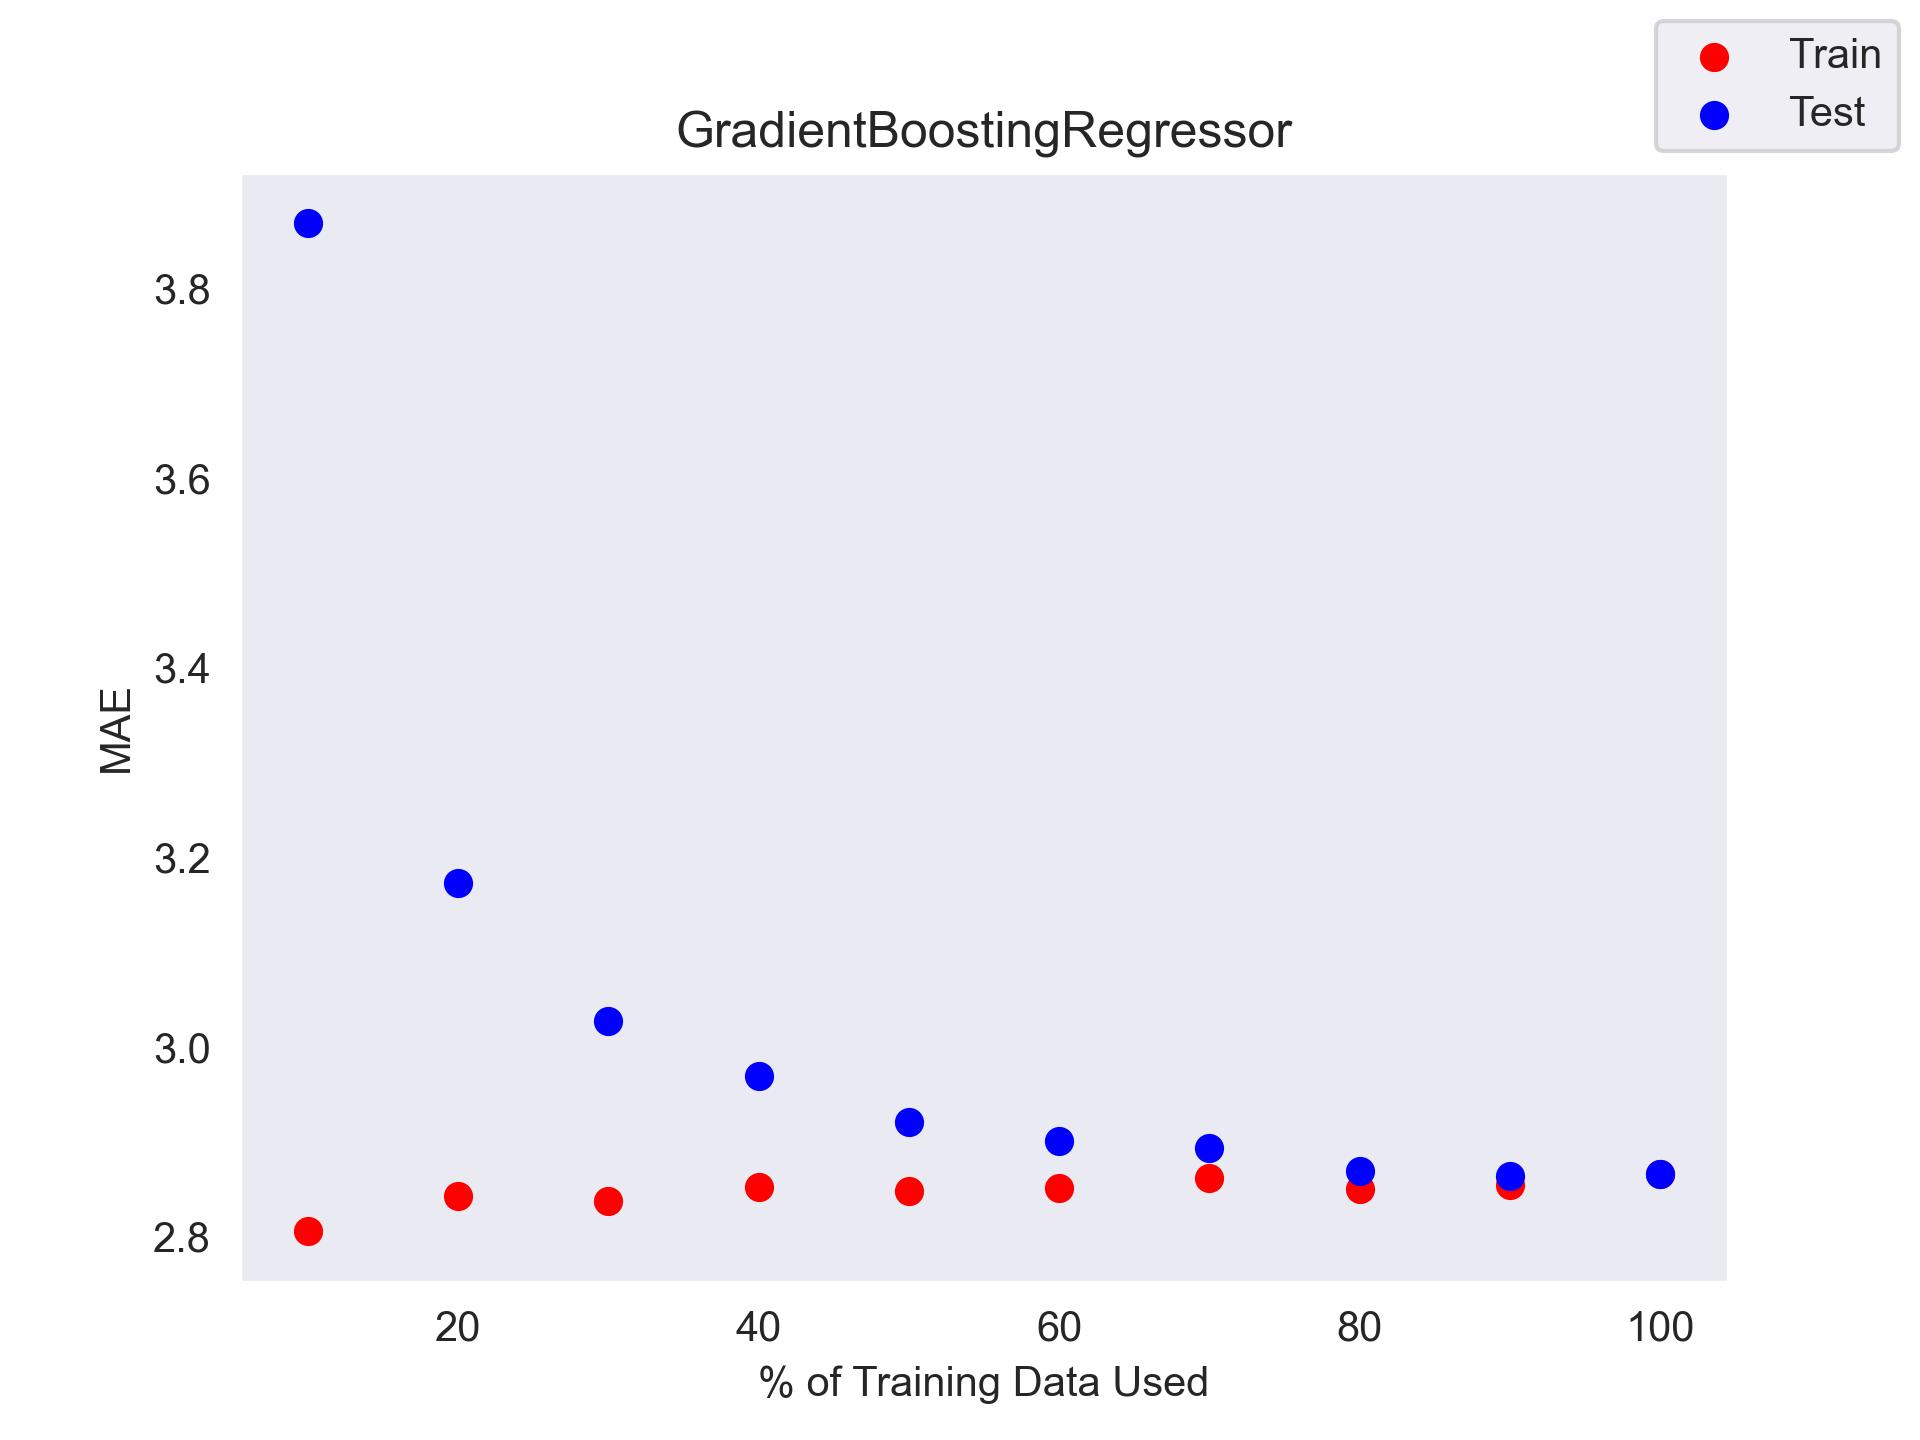 Train
Test
GradientBoostingRegressor
3.8
3.6
3.4
3.2
3.0
2.8
MAE
20 40 60 80 100
% of Training Data Used